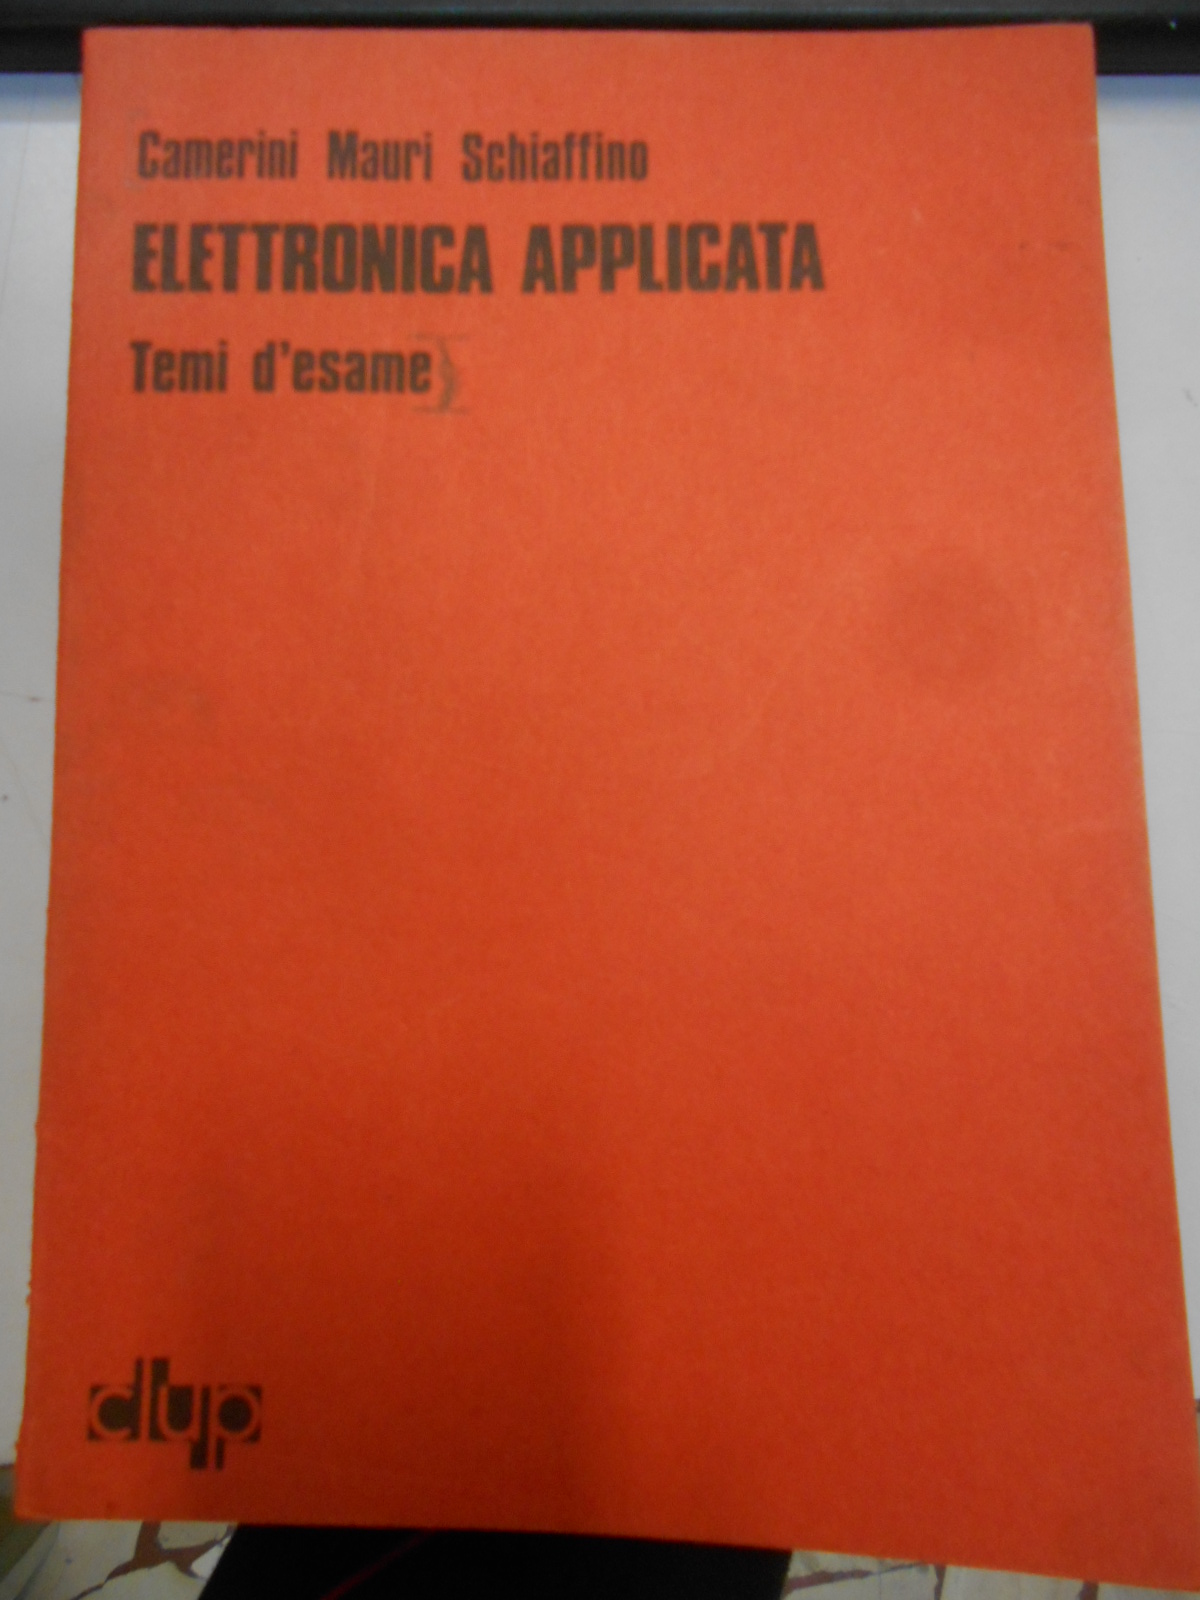 Camerini Mauri Schiaffino
ELETTRONICA APPLICATA
Temi d'esame
clup